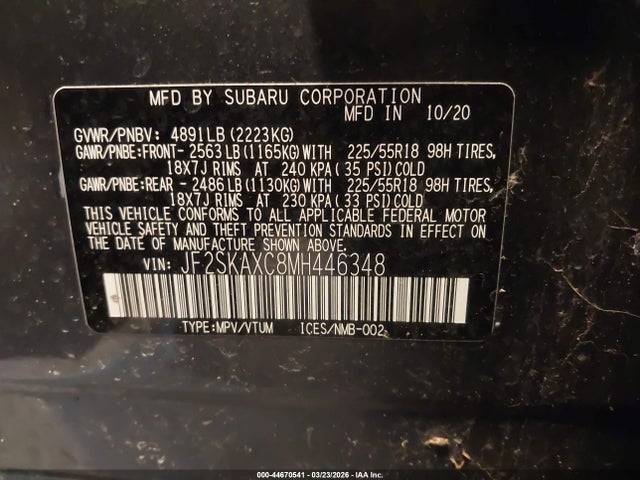 MFD BY SUBARU CORPORATION
MFD IN 10/20
GVWR/PNBV: 4891LB(2223KG)
GAWR/PNBE:FRONT- 2563LB(1165KG)WITH 225/55R18 98H TIRES,
18X7J RIMS AT 240 KPA(35 PSI)COLD
GAWR/PNBE:REAR - 2486LB(1130KG)WITH 225/55R18 98H TIRES,
18X7J RIMS AT 230 KPA(33 PSI)COLD
THIS VEHICLE CONFORMS TO ALL APPLICABLE FEDERAL MOTOR
VEHICLE SAFETY AND THEFT PREVENTION STANDARDS IN EFFECT ON
THE DATE OF MANUFACTURE SHOWN ABOVE.
VIN: JF2SKAXC8MH446348
TYPE:MPV/VTUM ICES/NMB-002
000-44670541 - 03/23/2026 - IAA Inc.